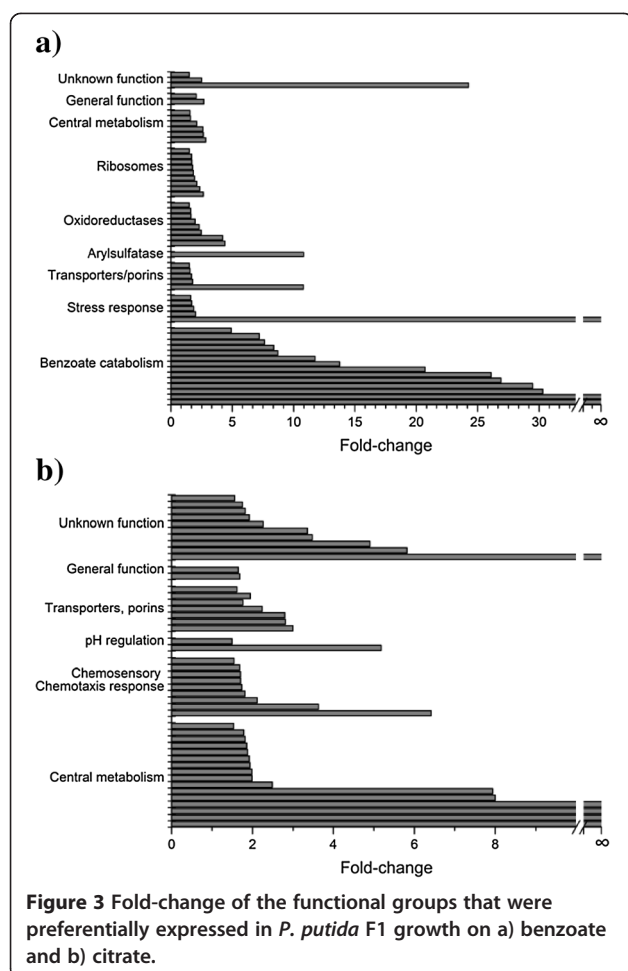 a)
Unknown function
General function
Central metabolism
Ribosomes
Oxidoreductases
Arylsulfatase
Transporters/porins
Stress response
Benzoate catabolism
0 5 10 15 20 25 30 ∞
Fold-change
b)
Unknown function
General function
Transporters, porins
pH regulation
Chemosensory
Chemotaxis response
Central metabolism
0 2 4 6 8 ∞
Fold-change
Figure 3 Fold-change of the functional groups that were
preferentially expressed in P. putida F1 growth on a) benzoate
and b) citrate.